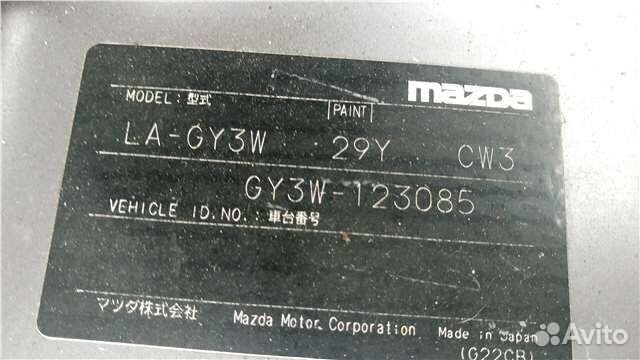 mazda
MODEL: 型式 PAINT
LA-GY3W 29Y CW3
GY3W-123085
VEHICLE ID.NO.: 車台番号
マツダ株式会社 Mazda Motor Corporation Made in Japan
(G22CB)
Avito